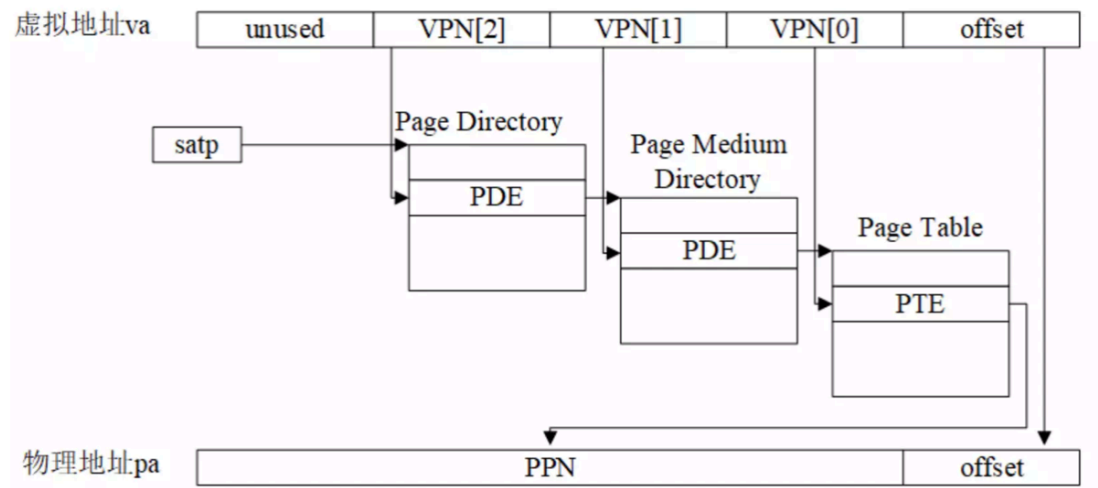 虚拟地址va
unused VPN[2] VPN[1] VPN[0] offset
Page Directory
satp
Page Medium
Directory
PDE
Page Table
PDE
PTE
物理地址pa
PPN offset